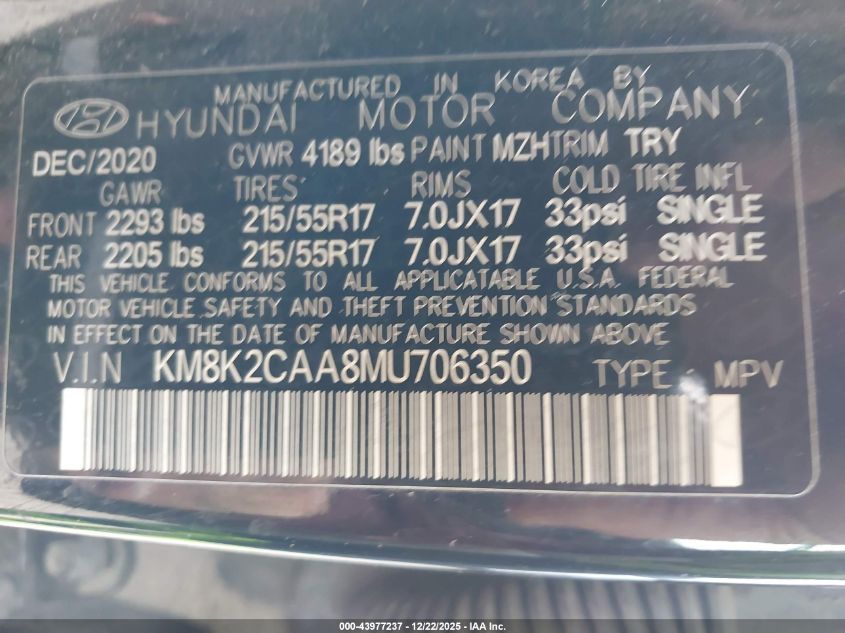 MANUFACTURED IN KOREA BY
HYUNDAI MOTOR COMPANY
DEC/2020 GVWR 4189 lbs PAINT MZH TRIM TRY
GAWR TIRES RIMS COLD TIRE INFL
FRONT 2293 lbs 215/55R17 7.0JX17 33psi SINGLE
REAR 2205 lbs 215/55R17 7.0JX17 33psi SINGLE
THIS VEHICLE CONFORMS TO ALL APPLICATABLE U.S.A. FEDERAL
MOTOR VEHICLE SAFETY AND THEFT PREVENTION STANDARDS
IN EFFECT ON THE DATE OF MANUFACTURE SHOWN ABOVE
V.I.N KM8K2CAA8MU706350 TYPE : MPV
000-43977237 - 12/22/2025 - IAA Inc.